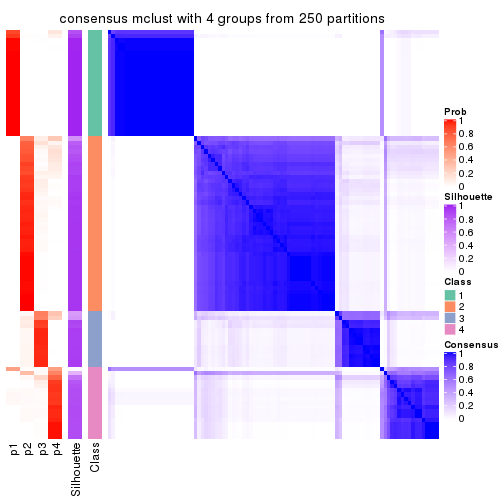 consensus mclust with 4 groups from 250 partitions
Prob
1
0.8
0.6
0.4
0.2
0
Silhouette
1
0.8
0.6
0.4
0.2
0
Class
1
2
3
4
Consensus
1
0.8
0.6
0.4
0.2
0
p1
p2
p3
p4
Silhouette
Class